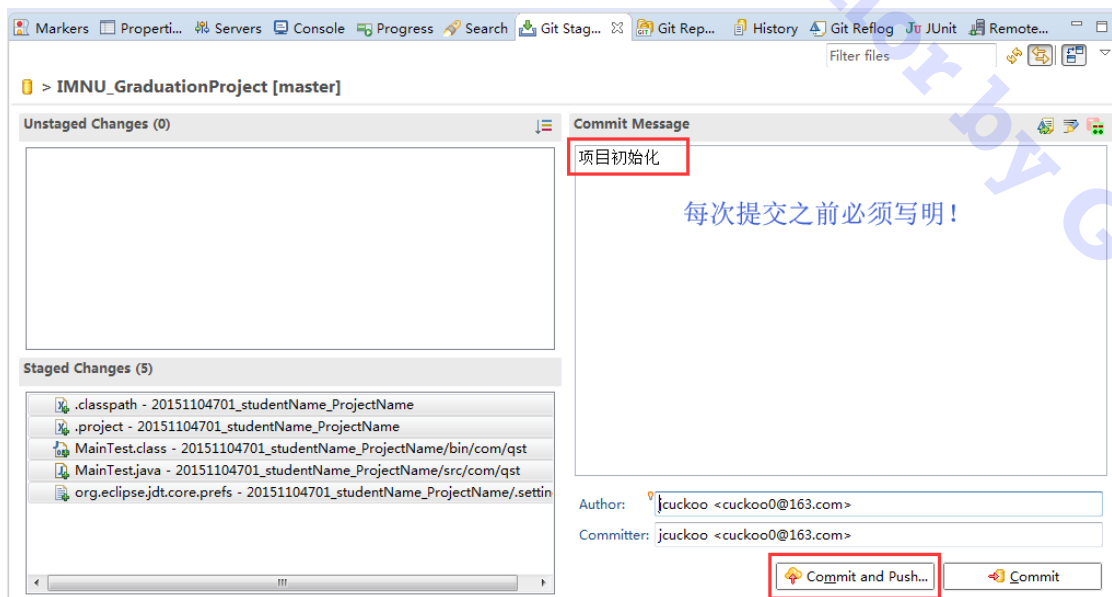 Markers Properti... Servers Console Progress Search Git Stag... Git Rep... History Git Reflog Ju JUnit Remote...
Filter files
> IMNU_GraduationProject [master]
Unstaged Changes (0)
Commit Message
项目初始化
每次提交之前必须写明!
Staged Changes (5)
.classpath - 20151104701_studentName_ProjectName
.project - 20151104701_studentName_ProjectName
MainTest.class - 20151104701_studentName_ProjectName/bin/com/qst
MainTest.java - 20151104701_studentName_ProjectName/src/com/qst
org.eclipse.jdt.core.prefs - 20151104701_studentName_ProjectName/.settin
Author: jcuckoo <cuckoo0@163.com>
Committer: jcuckoo <cuckoo0@163.com>
Commit and Push...
Commit